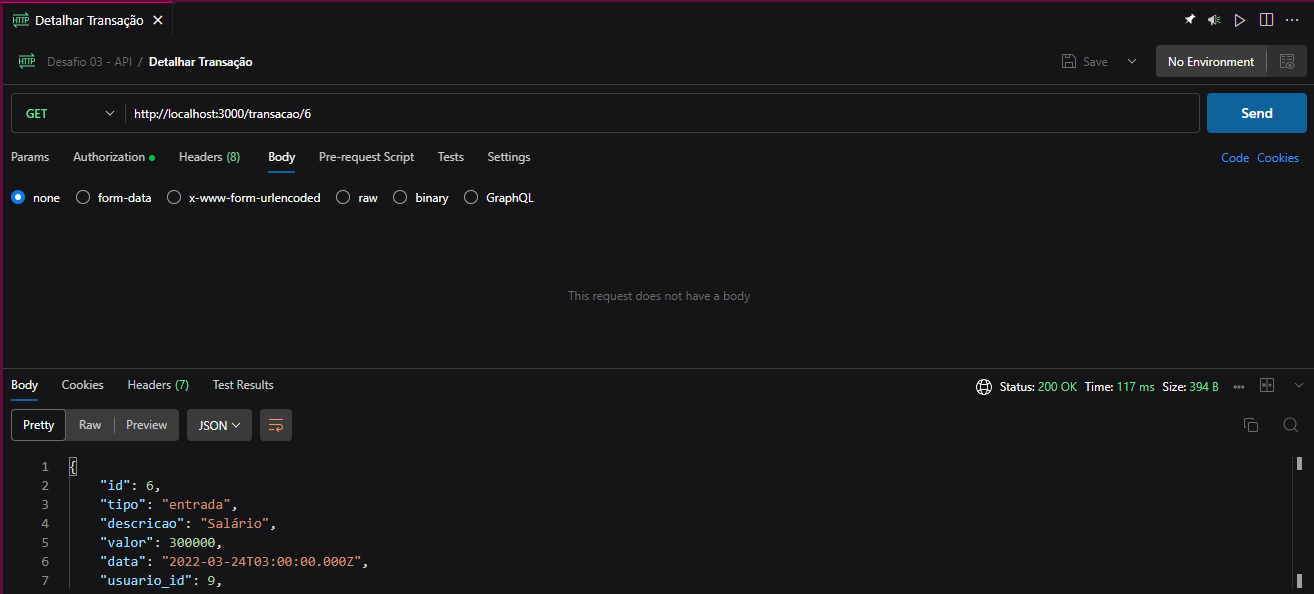 HTTP Detalhar Transação
HTTP Desafio 03 - API / Detalhar Transação Save No Environment
GET http://localhost:3000/transacao/6 Send
Params Authorization Headers (8) Body Pre-request Script Tests Settings Code Cookies
none form-data x-www-form-urlencoded raw binary GraphQL
This request does not have a body
Body Cookies Headers (7) Test Results Status: 200 OK Time: 117 ms Size: 394 B
Pretty Raw Preview JSON
1 {
2 "id": 6,
3 "tipo": "entrada",
4 "descricao": "Salário",
5 "valor": 300000,
6 "data": "2022-03-24T03:00:00.000Z",
7 "usuario_id": 9,